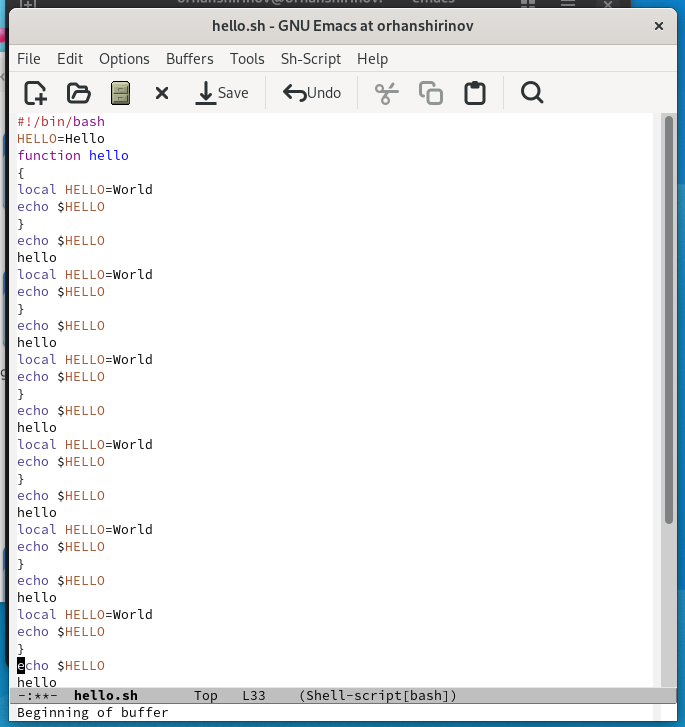 orhanshirinov@orhanshirinov: emacs
hello.sh - GNU Emacs at orhanshirinov ×
File Edit Options Buffers Tools Sh-Script Help
Save Undo
#!/bin/bash
HELLO=Hello
function hello
{
local HELLO=World
echo $HELLO
}
echo $HELLO
hello
local HELLO=World
echo $HELLO
}
echo $HELLO
hello
local HELLO=World
echo $HELLO
}
echo $HELLO
hello
local HELLO=World
echo $HELLO
}
echo $HELLO
hello
local HELLO=World
echo $HELLO
}
echo $HELLO
hello
local HELLO=World
echo $HELLO
}
echo $HELLO
hello
-:**- hello.sh Top L33 (Shell-script[bash])
Beginning of buffer